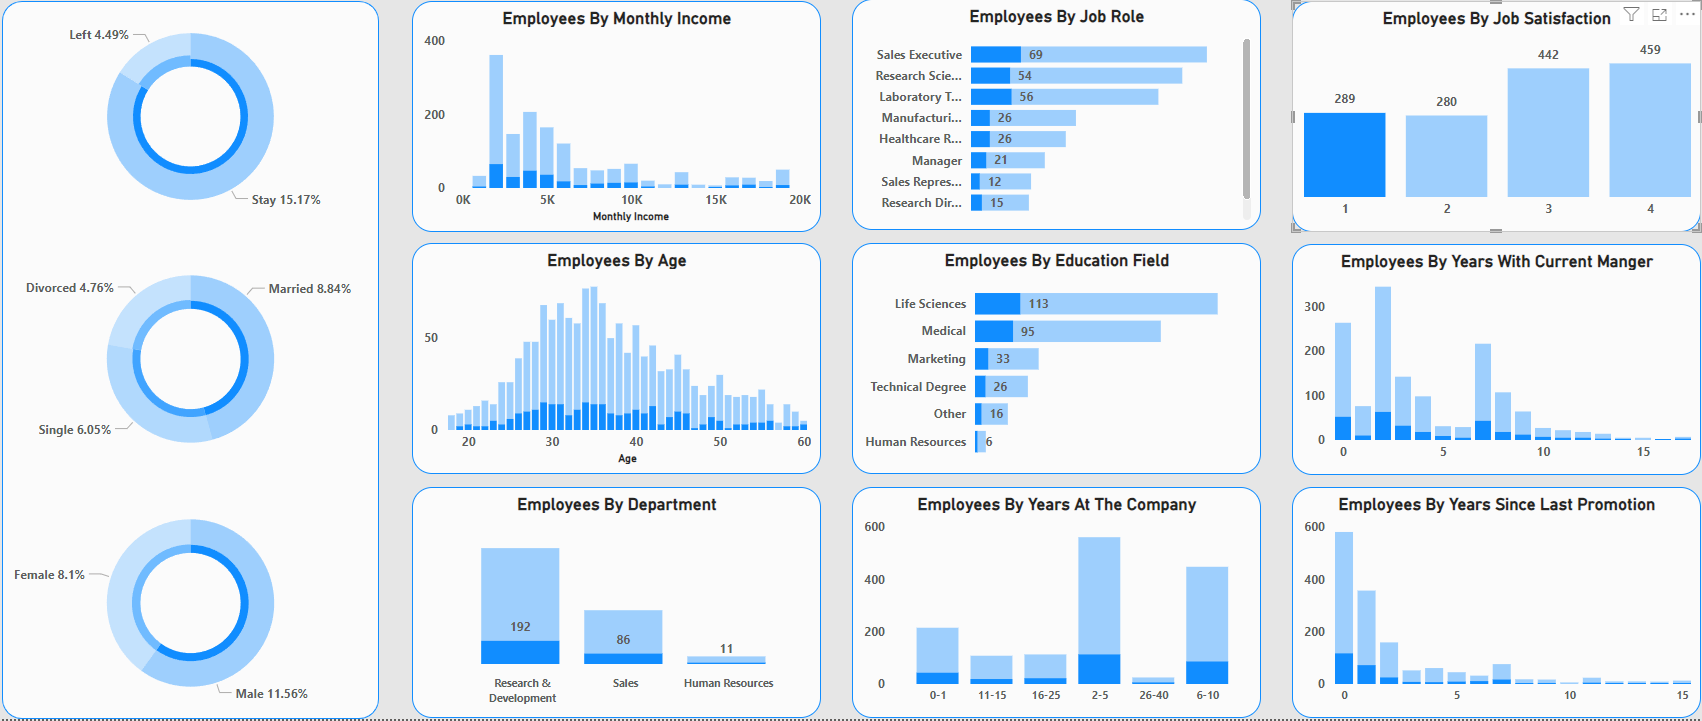 Left 4.49%
Stay 15.17%
Divorced 4.76%
Married 8.84%
Single 6.05%
Female 8.1%
Male 11.56%
Employees By Monthly Income
400
200
0
0K 5K 10K 15K 20K
Monthly Income
Employees By Job Role
Sales Executive 69
Research Scie... 54
Laboratory T... 56
Manufacturi... 26
Healthcare R... 26
Manager 21
Sales Repres... 12
Research Dir... 15
Employees By Job Satisfaction
289 280 442 459
1 2 3 4
Employees By Age
50
0
20 30 40 50 60
Age
Employees By Education Field
Life Sciences 113
Medical 95
Marketing 33
Technical Degree 26
Other 16
Human Resources 6
Employees By Years With Current Manger
300
200
100
0
0 5 10 15
Employees By Department
192 86 11
Research &
Development
Sales
Human Resources
Employees By Years At The Company
600
400
200
0
0-1 11-15 16-25 2-5 26-40 6-10
Employees By Years Since Last Promotion
600
400
200
0
0 5 10 15